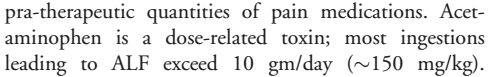 pra-therapeutic quantities of pain medications. Acet-
aminophen is a dose-related toxin; most ingestions
leading to ALF exceed 10 gm/day (∼150 mg/kg).